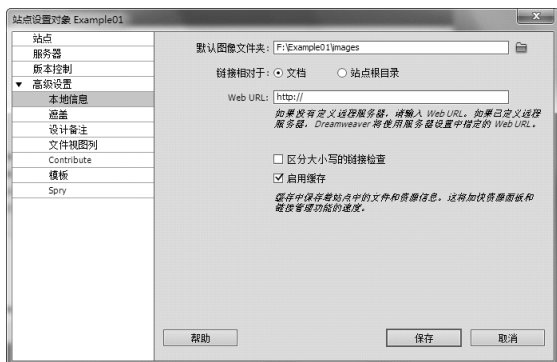 站点设置对象 Example01
站点
服务器
版本控制
高级设置
本地信息
遮盖
设计备注
文件视图列
Contribute
模板
Spry
默认图像文件夹: F:\Example01\images
链接相对于: 文档 站点根目录
Web URL: http://
如果没有定义远程服务器，请输入 Web URL。如果已定义远程
服务器，Dreamweaver 将使用服务器设置中指定的 Web URL。
区分大小写的链接检查
启用缓存
缓存中保存着站点中的文件和资源信息。这将加快资源面板和
链接管理功能的速度。
帮助 保存 取消